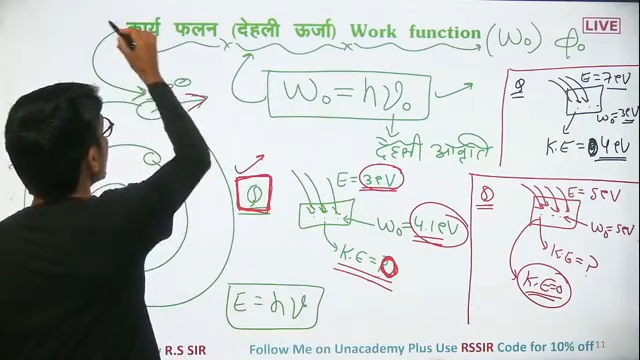 कार्य फलन (देहली ऊर्जा) Work function (W₀) ϕ₀
LIVE
W₀ = hν₀
देहली आवृत्ति
Q
E = 3eV
W₀ = 4.1eV
K.E = 0
E = hν
Q
E = 7eV
W₀ = 3eV
K.E = 4eV
Q
E = 5eV
W₀ = 5eV
K.E = ?
K.E = 0
by R.S SIR
Follow Me on Unacademy Plus Use RSSIR Code for 10% off
11